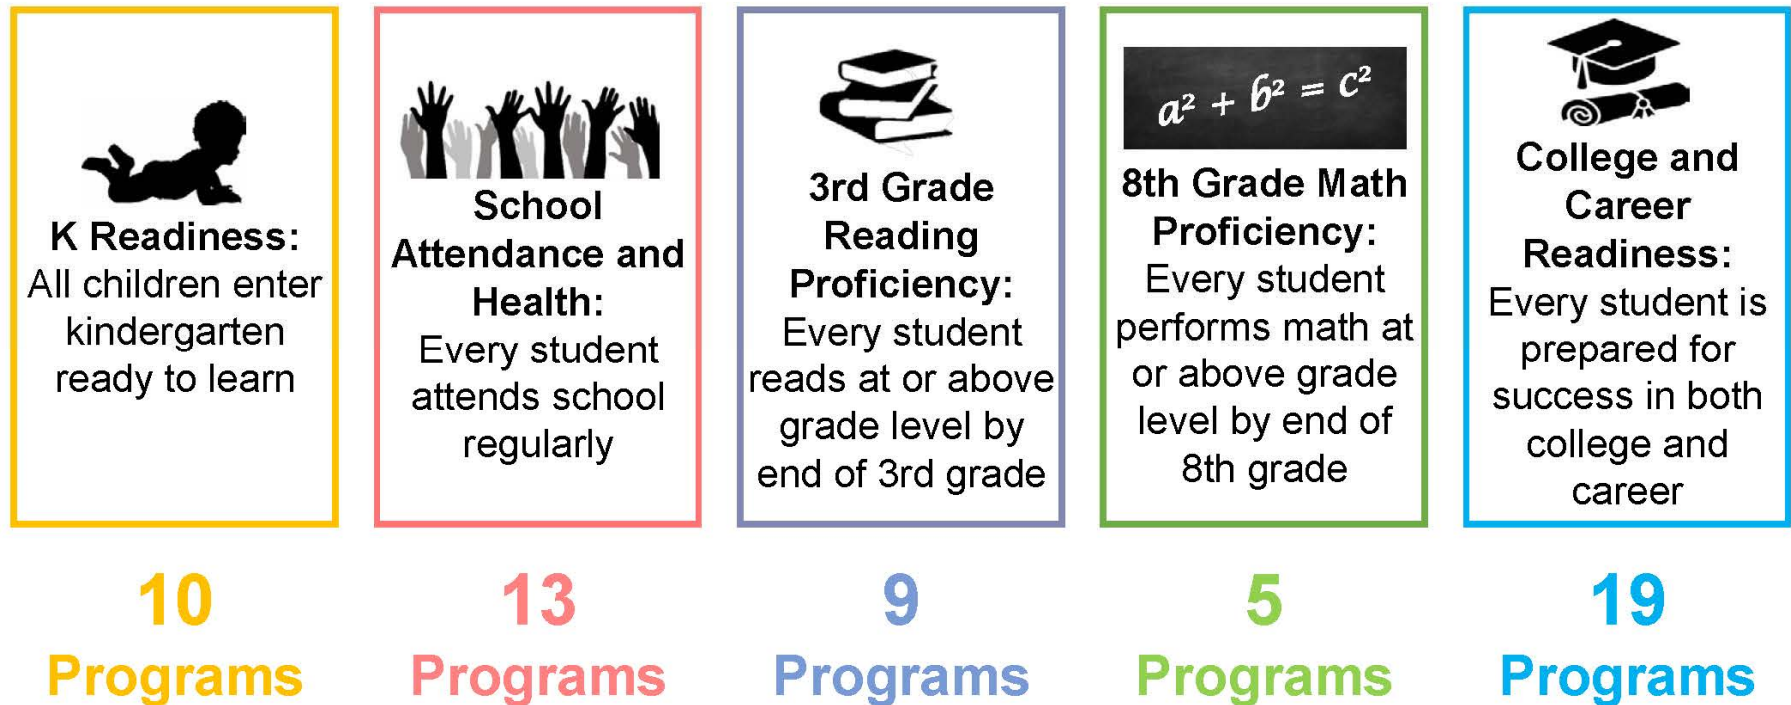 K Readiness:
All children enter
kindergarten
ready to learn
10
Programs
School
Attendance and
Health:
Every student
attends school
regularly
13
Programs
3rd Grade
Reading
Proficiency:
Every student
reads at or above
grade level by
end of 3rd grade
9
Programs
a² + b² = c²
8th Grade Math
Proficiency:
Every student
performs math at
or above grade
level by end of
8th grade
5
Programs
College and
Career
Readiness:
Every student is
prepared for
success in both
college and
career
19
Programs